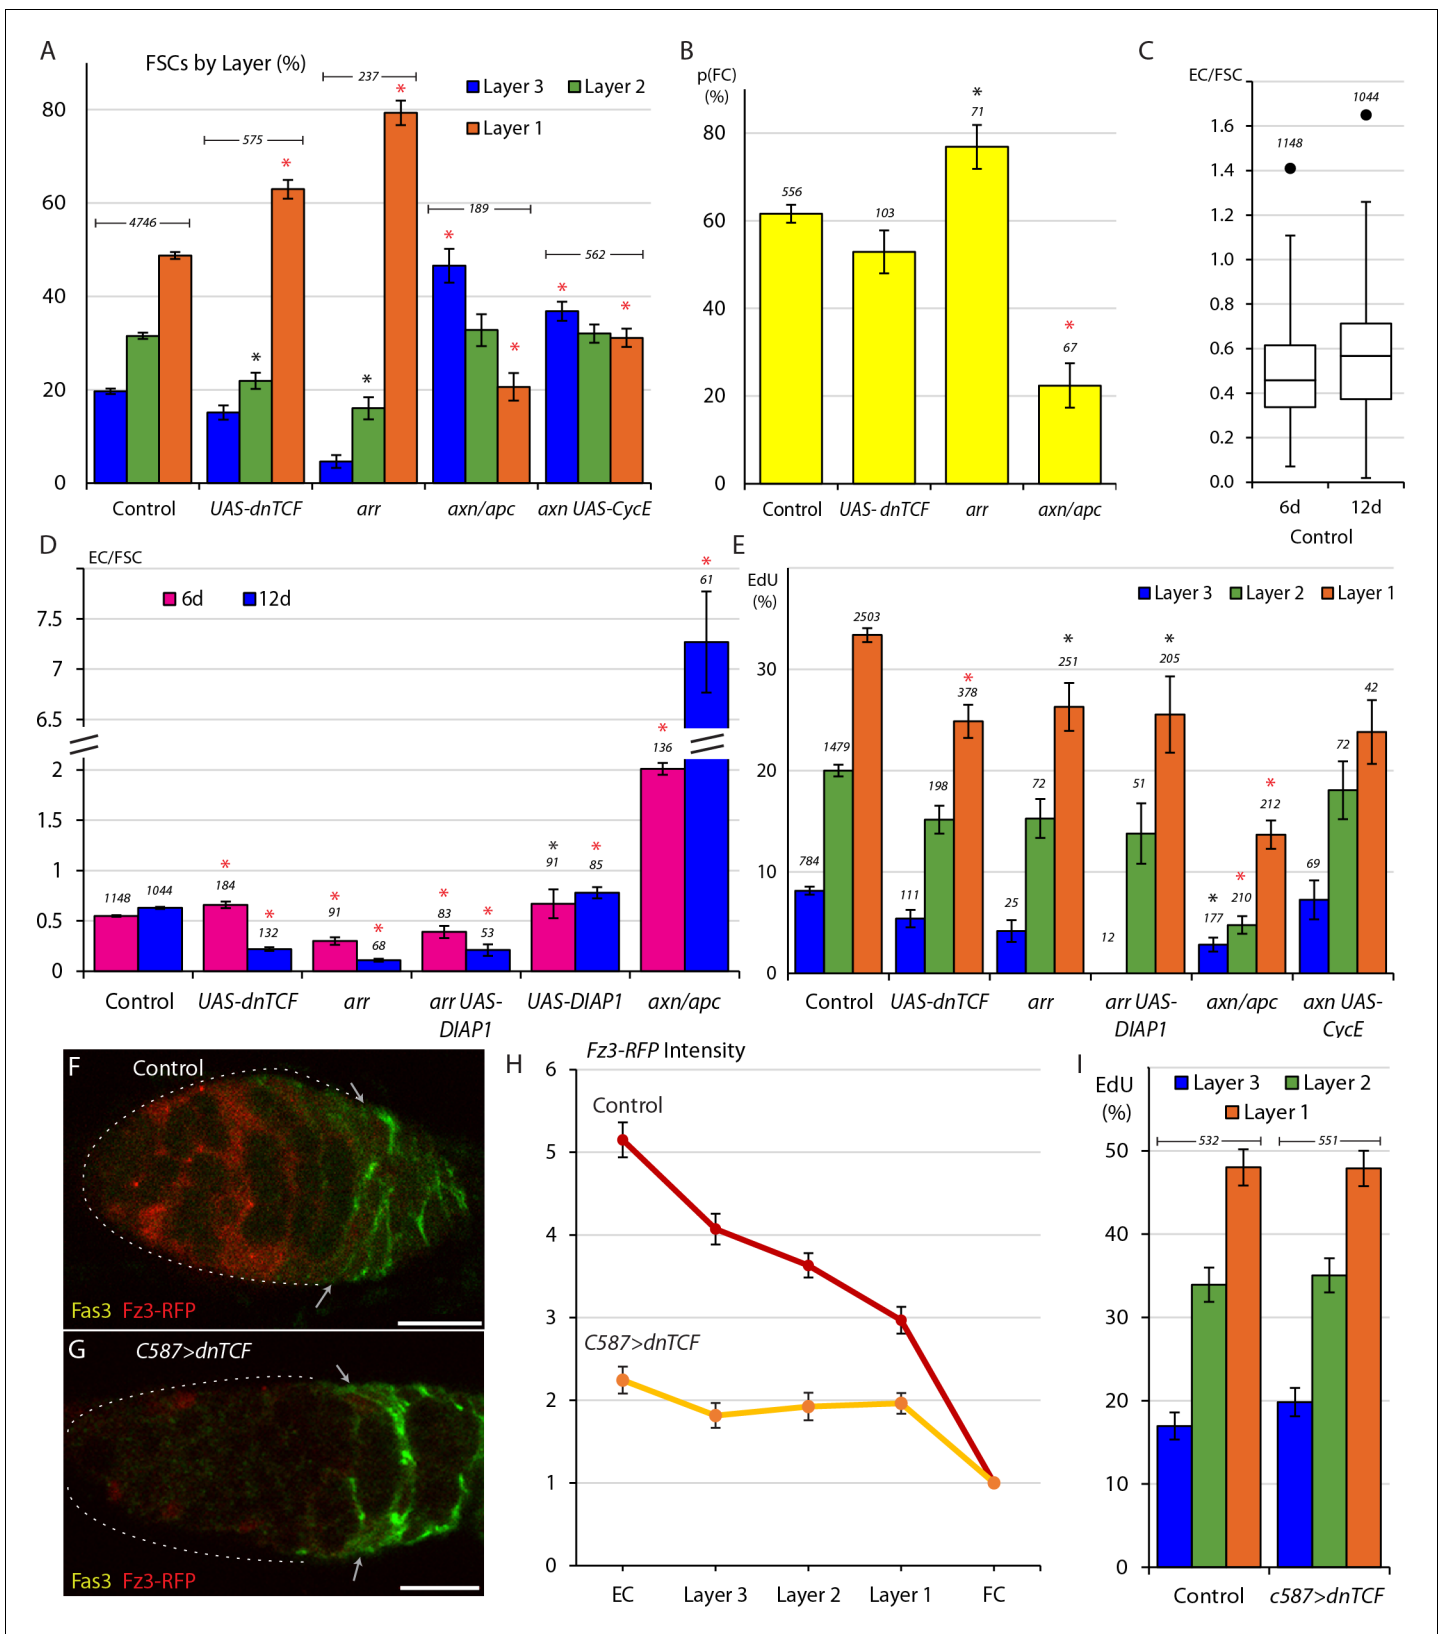 A
FSCs by Layer (%)
Layer 3
Layer 2
Layer 1
80
60
40
20
0
4746
575
237
189
562
*
*
*
*
*
*
*
*
Control
UAS-dnTCF
arr
axn/apc
axn UAS-CycE
B
p(FC)
(%)
80
60
40
20
0
556
103
*
71
*
67
Control
UAS- dnTCF
arr
axn/apc
C
EC/FSC
1.6
1.4
1.2
1.0
0.8
0.6
0.4
0.2
0.0
1148
1044
6d
12d
Control
D
EC/FSC
6d
12d
7.5
7
6.5
2
1.5
1
0.5
0
1148
1044
*
184
*
132
*
91
*
68
*
83
*
53
*
91
*
85
*
136
*
61
Control
UAS-dnTCF
arr
arr UAS-
DIAP1
UAS-DIAP1
axn/apc
E
EdU
(%)
Layer 3
Layer 2
Layer 1
30
20
10
0
784
1479
2503
111
198
*
378
25
72
*
251
12
51
*
205
*
177
*
210
*
212
69
72
42
Control
UAS-dnTCF
arr
arr UAS-
DIAP1
axn/apc
axn UAS-
CycE
F
Control
Fas3 Fz3-RFP
G
C587>dnTCF
Fas3 Fz3-RFP
H
Fz3-RFP Intensity
6
5
4
3
2
1
0
Control
C587>dnTCF
EC
Layer 3
Layer 2
Layer 1
FC
I
EdU
(%)
Layer 3
Layer 2
Layer 1
50
40
30
20
10
0
532
551
Control
c587>dnTCF